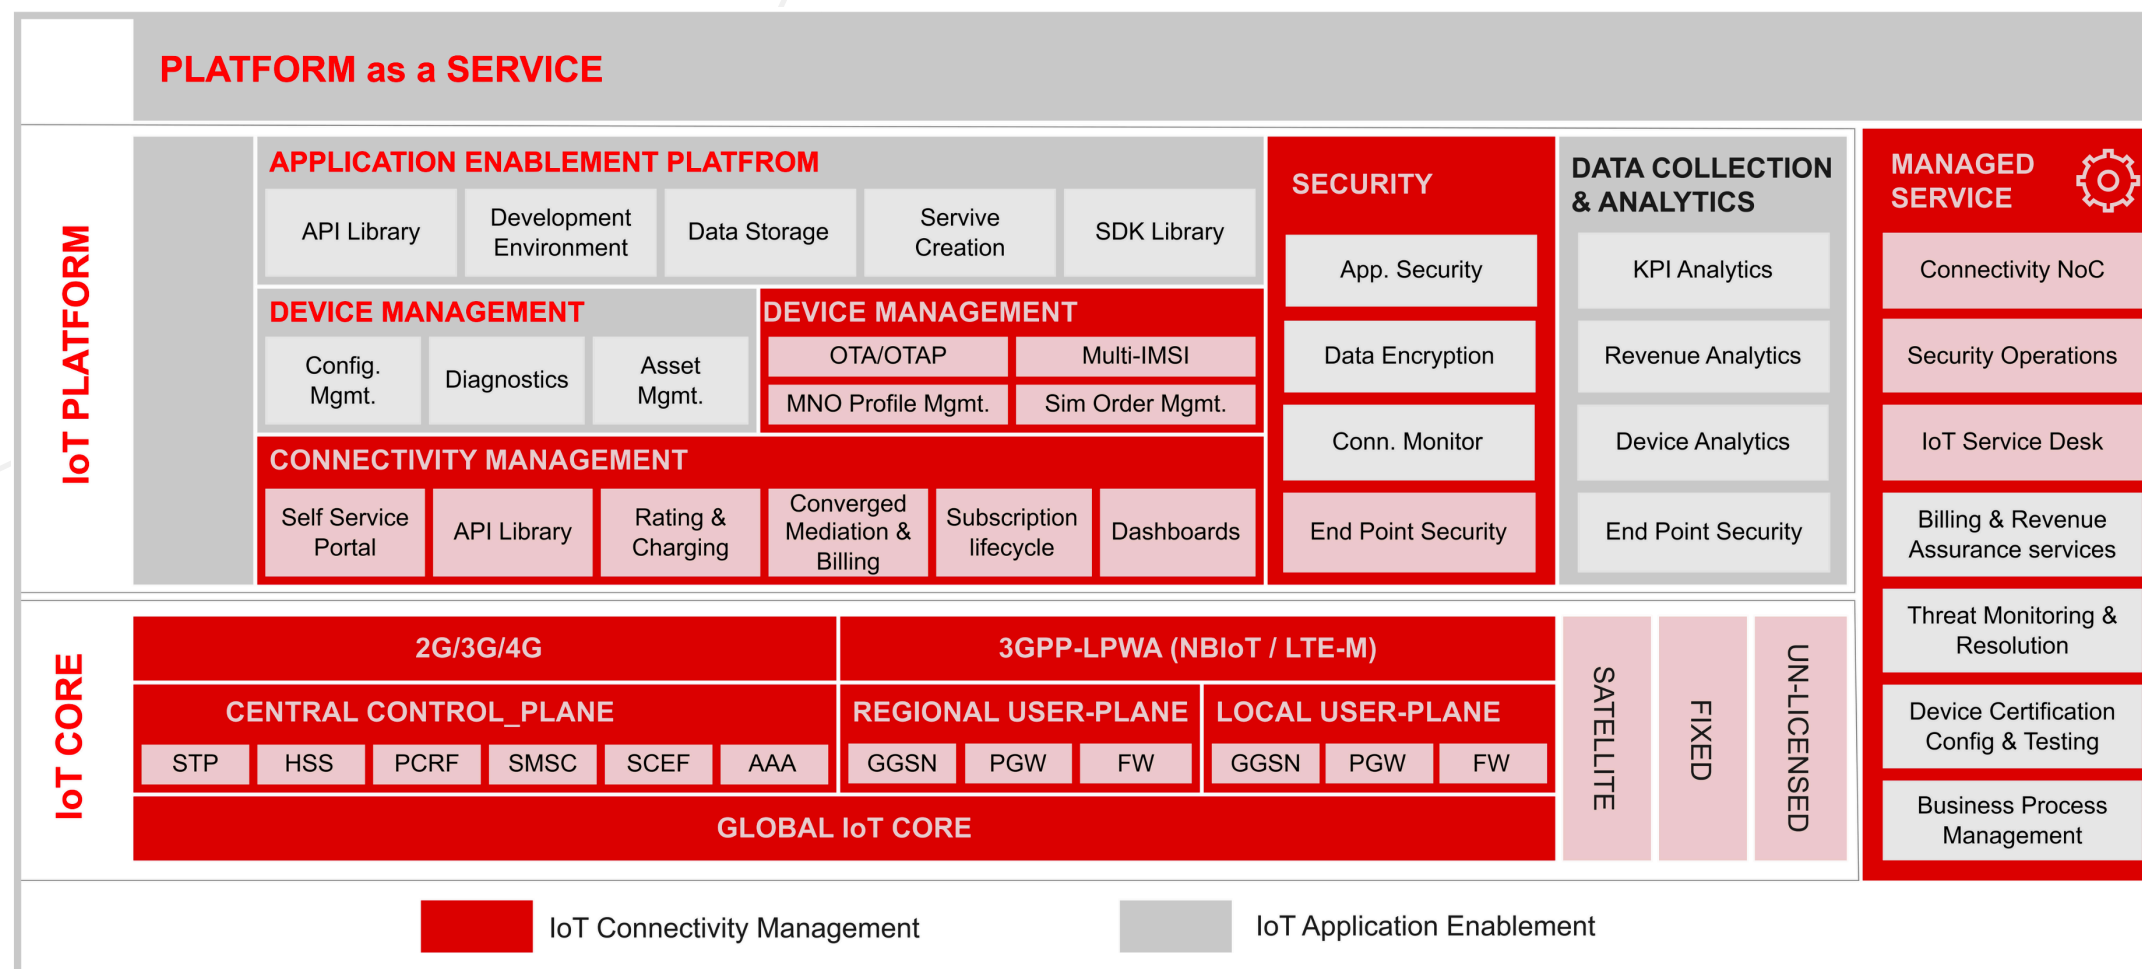 PLATFORM as a SERVICE
IoT PLATFORM
APPLICATION ENABLEMENT PLATFROM
API Library
Development
Environment
Data Storage
Servive
Creation
SDK Library
DEVICE MANAGEMENT
Config.
Mgmt.
Diagnostics
Asset
Mgmt.
DEVICE MANAGEMENT
OTA/OTAP
Multi-IMSI
MNO Profile Mgmt.
Sim Order Mgmt.
CONNECTIVITY MANAGEMENT
Self Service
Portal
API Library
Rating &
Charging
Converged
Mediation &
Billing
Subscription
lifecycle
Dashboards
SECURITY
App. Security
Data Encryption
Conn. Monitor
End Point Security
DATA COLLECTION
& ANALYTICS
KPI Analytics
Revenue Analytics
Device Analytics
End Point Security
MANAGED
SERVICE
Connectivity NoC
Security Operations
IoT Service Desk
Billing & Revenue
Assurance services
Threat Monitoring &
Resolution
Device Certification
Config & Testing
Business Process
Management
IoT CORE
2G/3G/4G
3GPP-LPWA (NBIoT / LTE-M)
CENTRAL CONTROL_PLANE
STP
HSS
PCRF
SMSC
SCEF
AAA
REGIONAL USER-PLANE
GGSN
PGW
FW
LOCAL USER-PLANE
GGSN
PGW
FW
GLOBAL IoT CORE
SATELLITE
FIXED
UN-LICENSED
IoT Connectivity Management
IoT Application Enablement